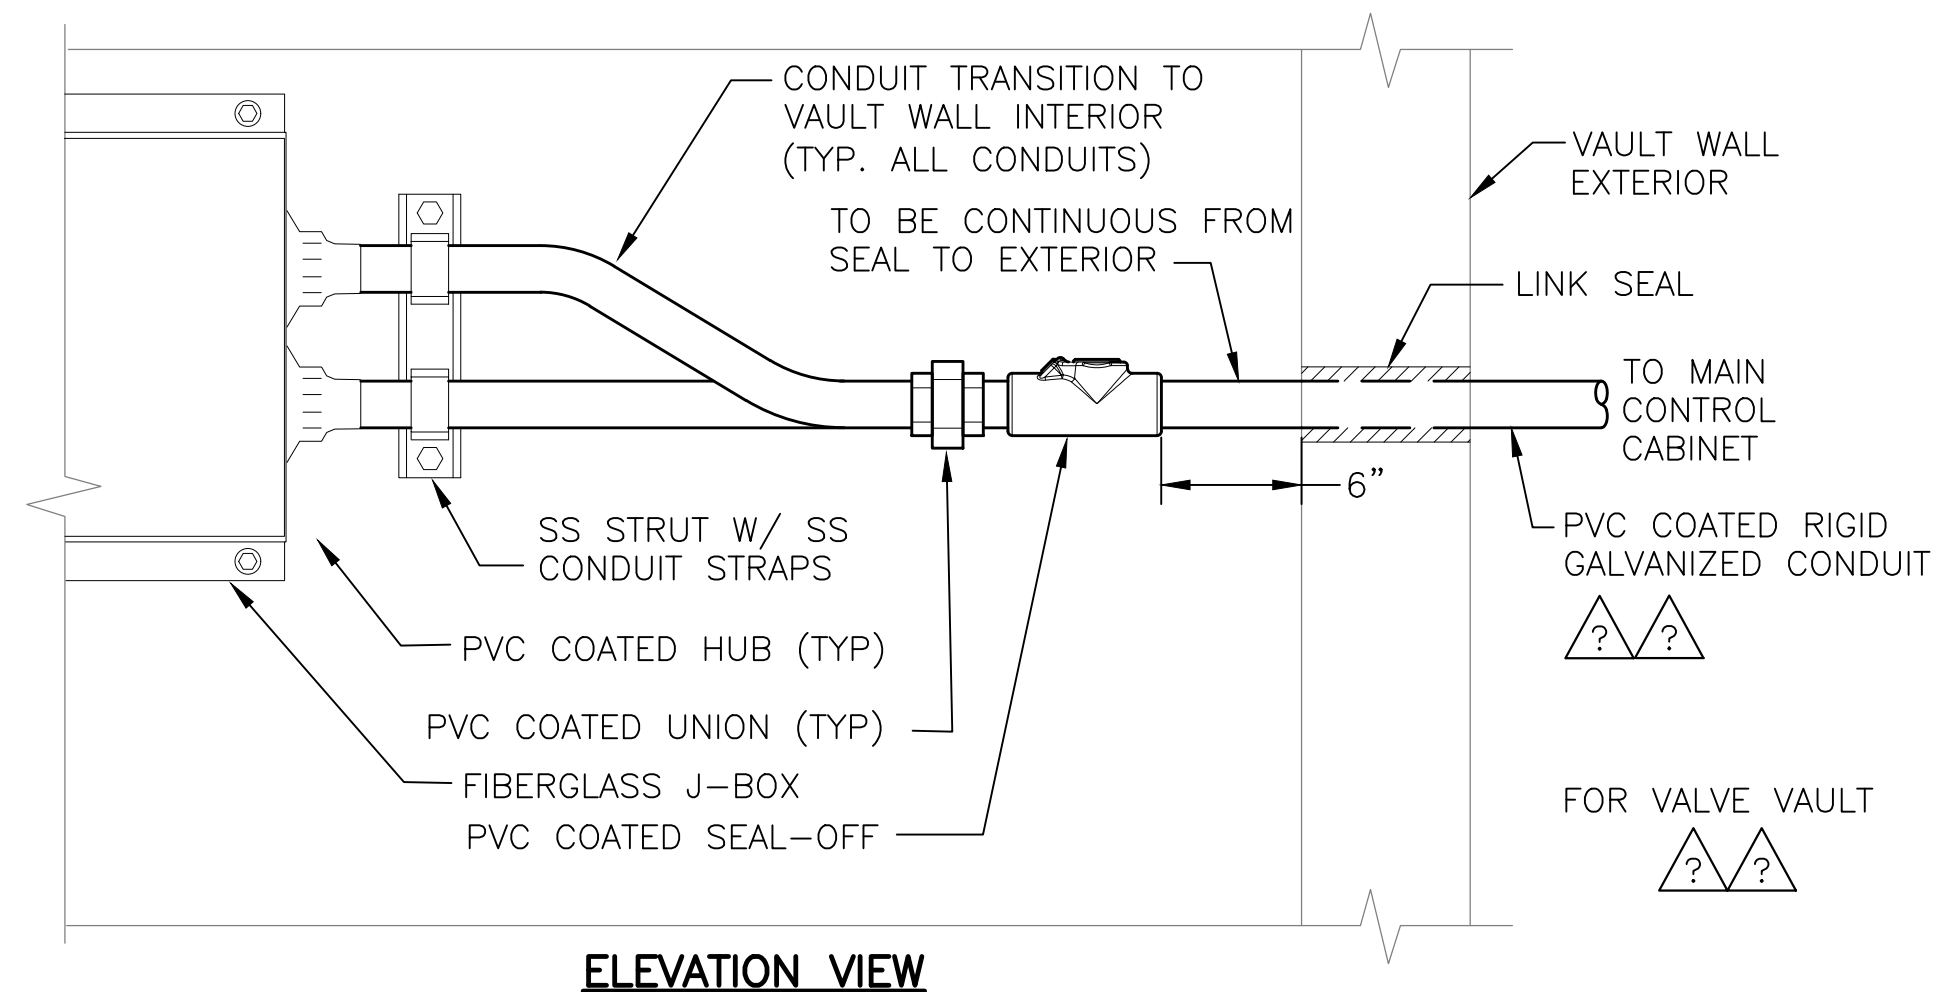 CONDUIT TRANSITION TO
VAULT WALL INTERIOR
(TYP. ALL CONDUITS)
VAULT WALL
EXTERIOR
TO BE CONTINUOUS FROM
SEAL TO EXTERIOR
LINK SEAL
TO MAIN
CONTROL
CABINET
6"
SS STRUT W/ SS
CONDUIT STRAPS
PVC COATED RIGID
GALVANIZED CONDUIT
? ?
PVC COATED HUB (TYP)
PVC COATED UNION (TYP)
FIBERGLASS J-BOX
PVC COATED SEAL-OFF
FOR VALVE VAULT
? ?
ELEVATION VIEW